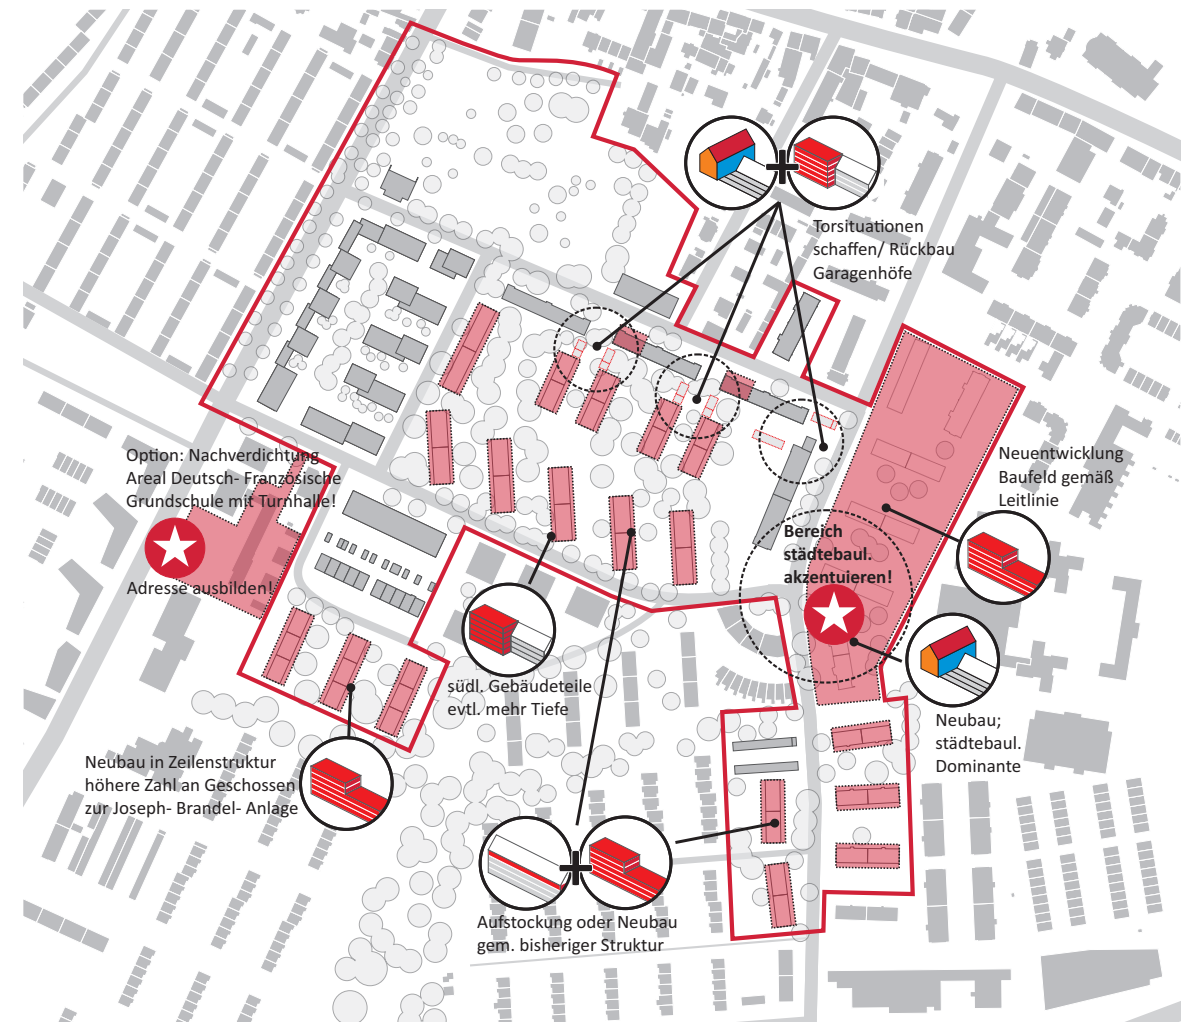 Torsituationen
schaffen/ Rückbau
Garagenhöfe
Option: Nachverdichtung
Areal Deutsch- Französische
Grundschule mit Turnhalle!
Adresse ausbilden!
Neuentwicklung
Baufeld gemäß
Leitlinie
Bereich
städtebaul.
akzentuieren!
südl. Gebäudeteile
evtl. mehr Tiefe
Neubau;
städtebaul.
Dominante
Neubau in Zeilenstruktur
höhere Zahl an Geschossen
zur Joseph- Brandel- Anlage
Aufstockung oder Neubau
gem. bisheriger Struktur